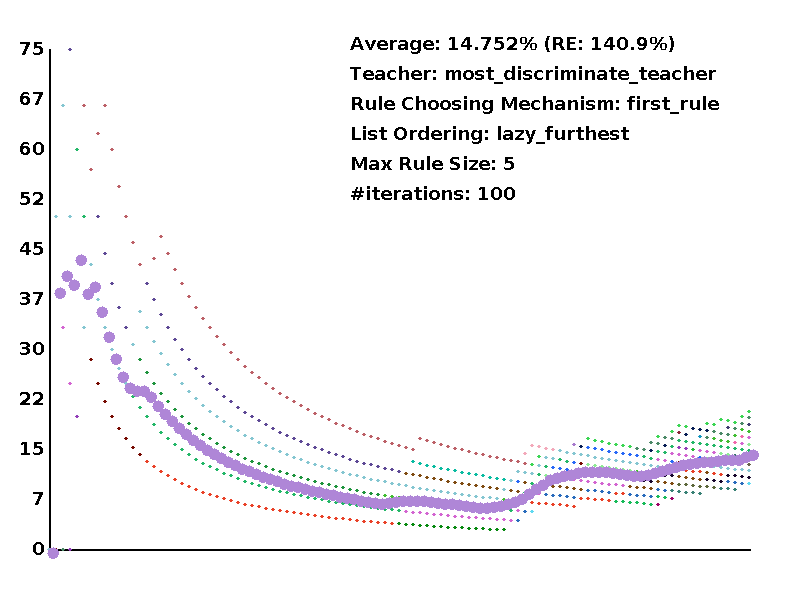 Average: 14.752% (RE: 140.9%)
Teacher: most_discriminate_teacher
Rule Choosing Mechanism: first_rule
List Ordering: lazy_furthest
Max Rule Size: 5
#iterations: 100
75
67
60
52
45
37
30
22
15
7
0